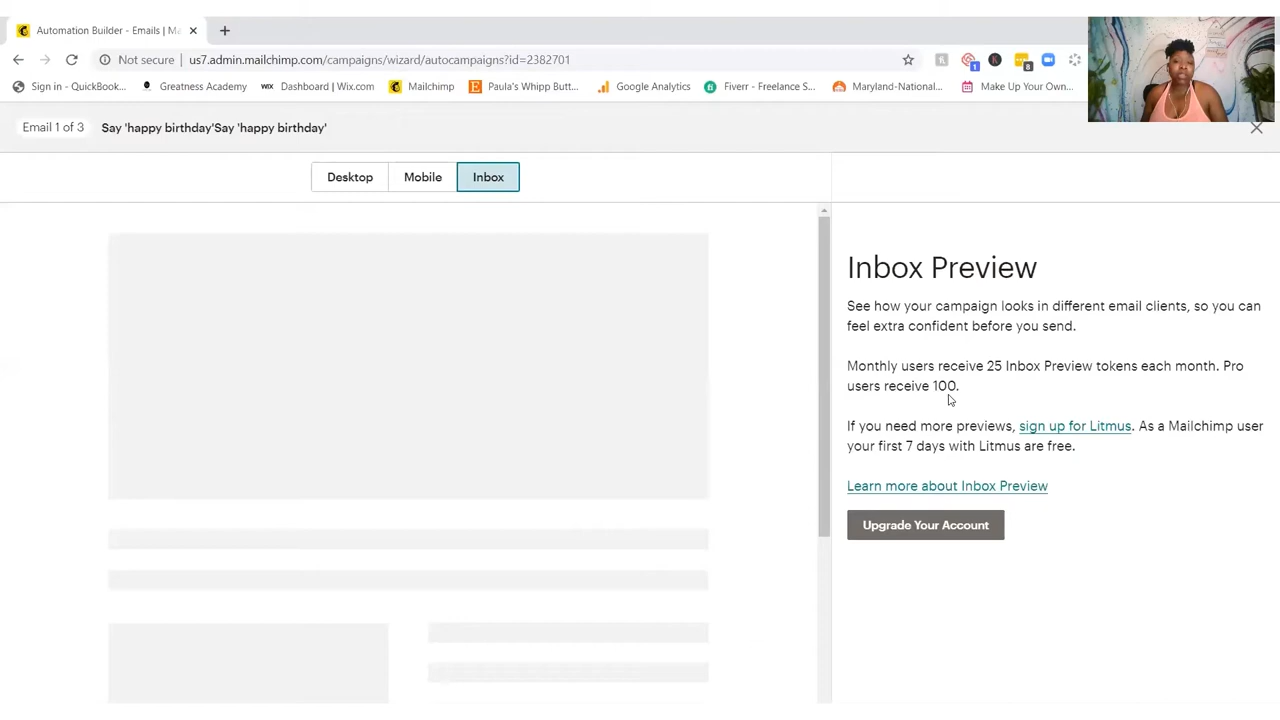 Automation Builder - Emails | Ma
Not secure
us7.admin.mailchimp.com/campaigns/wizard/autocampaigns?id=2382701
1
8
Sign in - QuickBook...
Greatness Academy
WIX
Dashboard | Wix.com
Mailchimp
Paula's Whipp Butt...
Google Analytics
Fiverr - Freelance S...
Maryland-National...
Make Up Your Own...
Email 1 of 3
Say 'happy birthday'Say 'happy birthday'
Desktop
Mobile
Inbox
Inbox Preview
See how your campaign looks in different email clients, so you can
feel extra confident before you send.
Monthly users receive 25 Inbox Preview tokens each month. Pro
users receive 100.
If you need more previews, sign up for Litmus. As a Mailchimp user
your first 7 days with Litmus are free.
Learn more about Inbox Preview
Upgrade Your Account